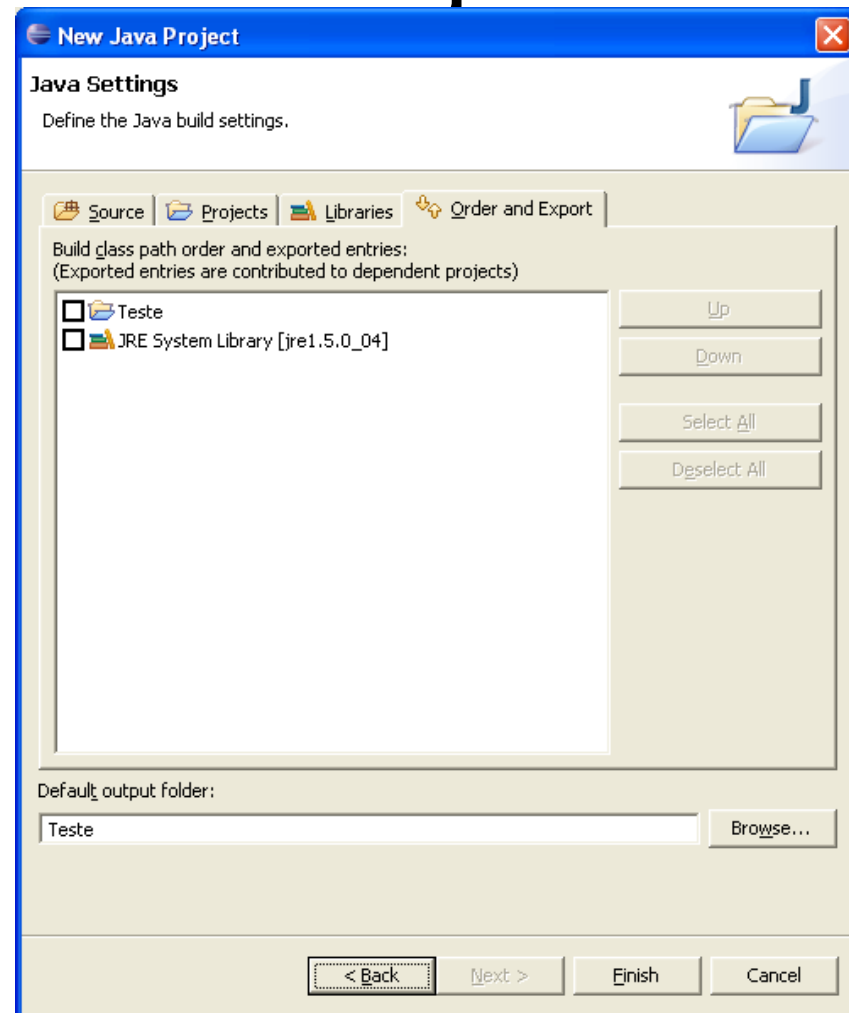 New Java Project
Java Settings
Define the Java build settings.
Source Projects Libraries Order and Export
Build class path order and exported entries:
(Exported entries are contributed to dependent projects)
Teste
JRE System Library [jre1.5.0_04]
Up
Down
Select All
Deselect All
Default output folder:
Teste
Browse...
< Back Next > Finish Cancel